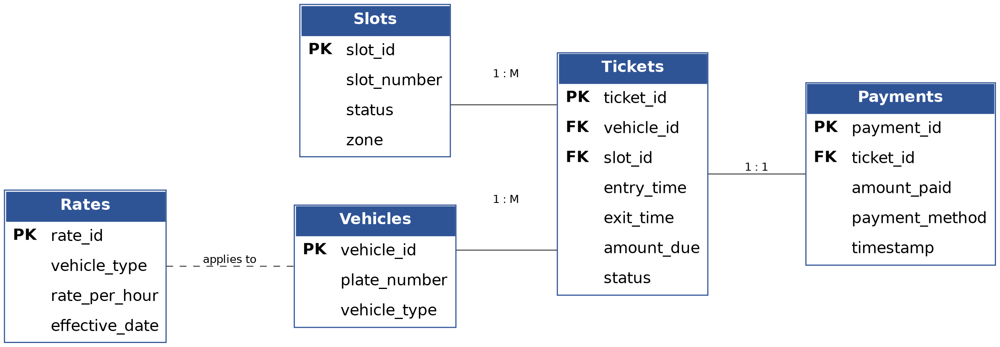 Slots
PK slot_id
slot_number
status
zone
1 : M
Tickets
PK ticket_id
FK vehicle_id
FK slot_id
entry_time
exit_time
amount_due
status
1 : 1
Payments
PK payment_id
FK ticket_id
amount_paid
payment_method
timestamp
Rates
PK rate_id
vehicle_type
rate_per_hour
effective_date
applies to
Vehicles
PK vehicle_id
plate_number
vehicle_type
1 : M